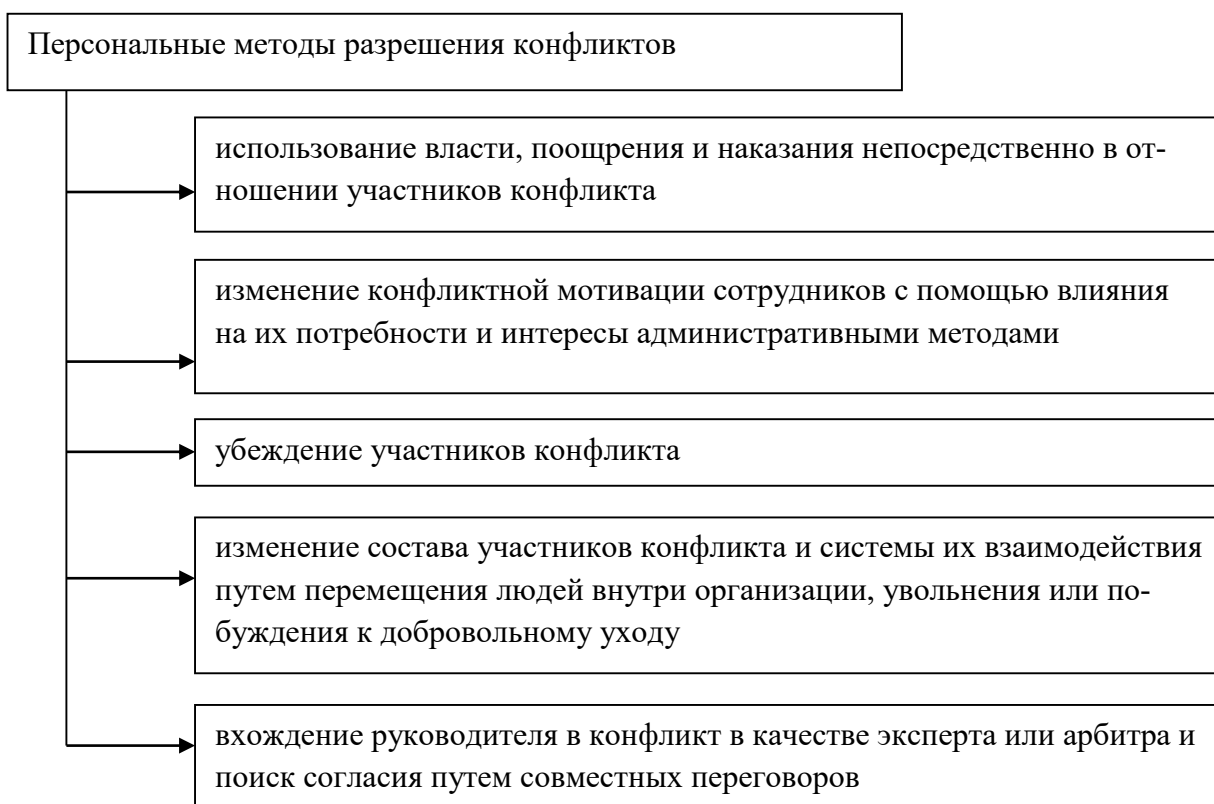 Персональные методы разрешения конфликтов
использование власти, поощрения и наказания непосредственно в от-
ношении участников конфликта
изменение конфликтной мотивации сотрудников с помощью влияния
на их потребности и интересы административными методами
убеждение участников конфликта
изменение состава участников конфликта и системы их взаимодействия
путем перемещения людей внутри организации, увольнения или по-
буждения к добровольному уходу
вхождение руководителя в конфликт в качестве эксперта или арбитра и
поиск согласия путем совместных переговоров